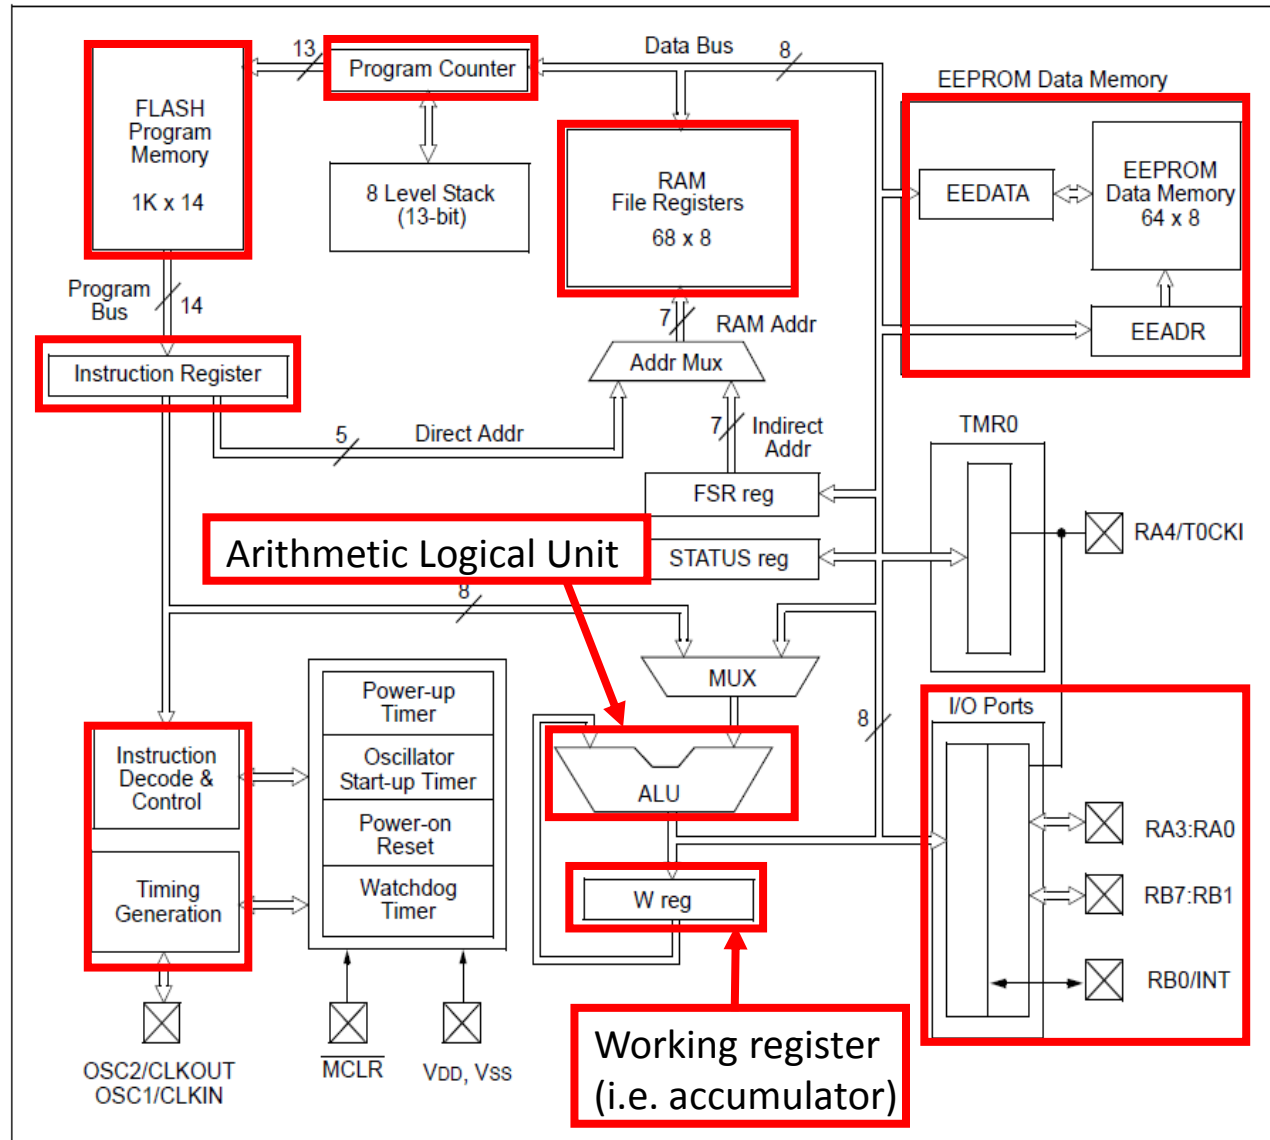 13
Program Counter
Data Bus
8
EEPROM Data Memory
FLASH
Program
Memory
1K x 14
8 Level Stack
(13-bit)
RAM
File Registers
68 x 8
EEDATA
EEPROM
Data Memory
64 x 8
EEADR
Program
Bus
14
7
RAM Addr
Addr Mux
Instruction Register
5
Direct Addr
7
Indirect
Addr
FSR reg
STATUS reg
TMR0
RA4/T0CKI
Arithmetic Logical Unit
8
MUX
8
I/O Ports
Power-up
Timer
Oscillator
Start-up Timer
Power-on
Reset
Watchdog
Timer
Instruction
Decode &
Control
Timing
Generation
ALU
W reg
RA3:RA0
RB7:RB1
RB0/INT
OSC2/CLKOUT
OSC1/CLKIN
MCLR
VDD, VSS
Working register
(i.e. accumulator)